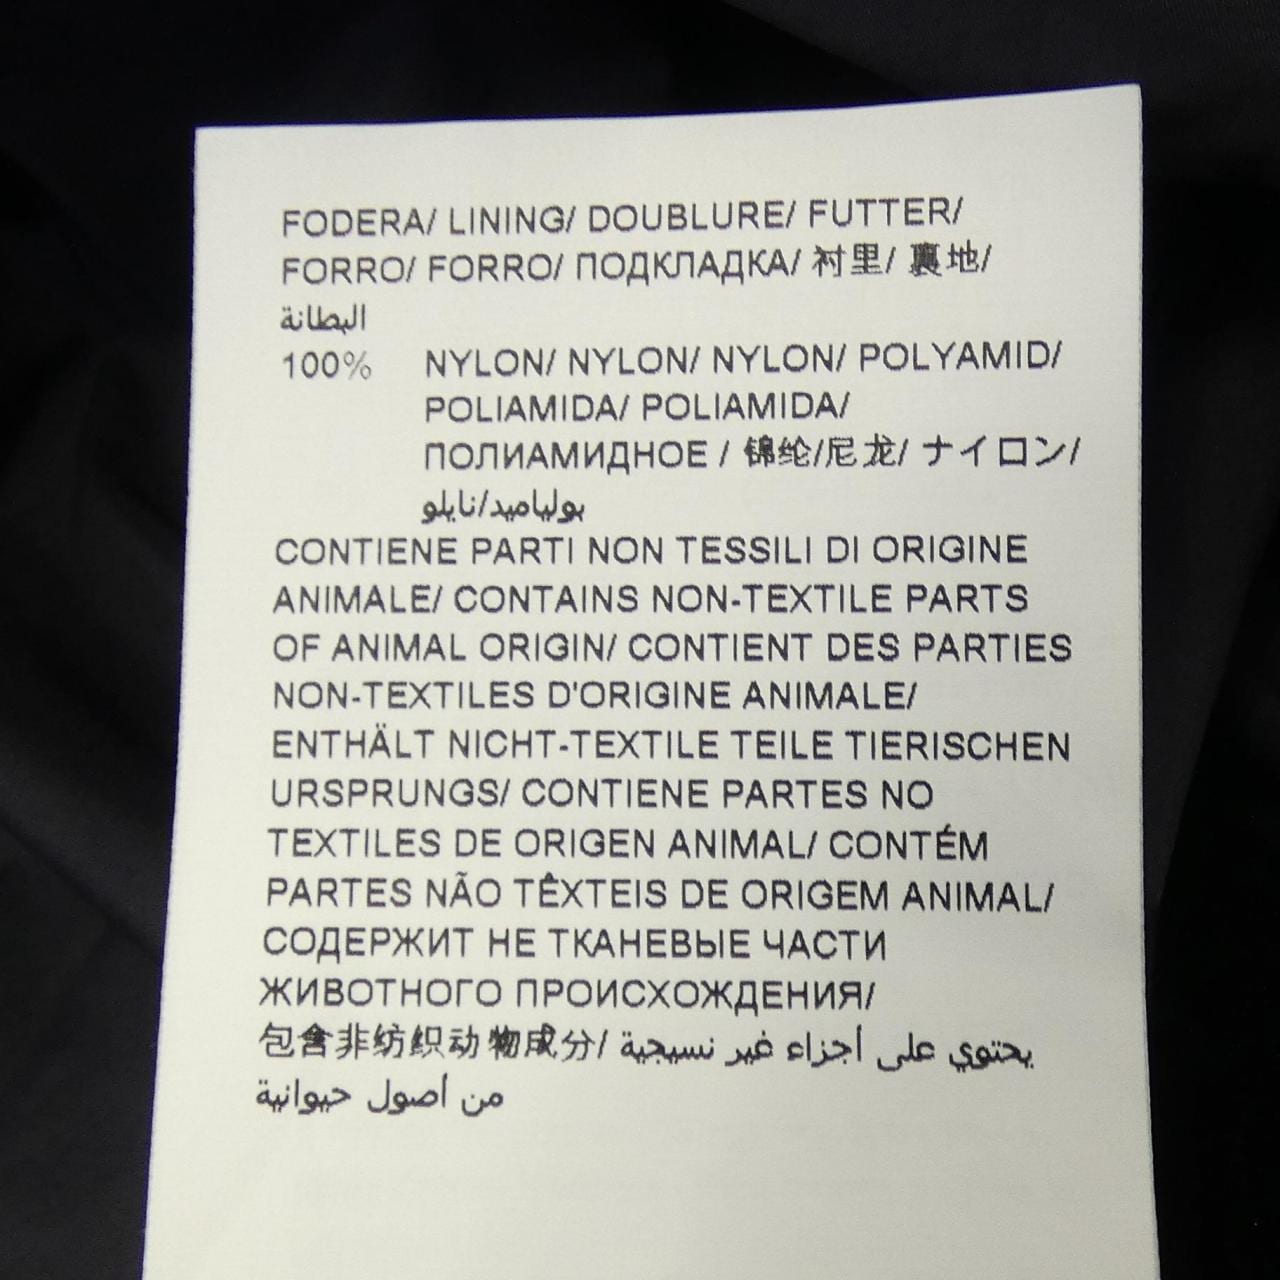 FODERA/ LINING/ DOUBLURE/ FUTTER/
FORRO/ FORRO/ ПОДКЛАДКА/ 衬里/ 裏地/
البطانة
100% NYLON/ NYLON/ NYLON/ POLYAMID/
POLIAMIDA/ POLIAMIDA/
ПОЛИАМИДНОЕ / 锦纶/尼龙/ ナイロン/
بولياميد/نايلو
CONTIENE PARTI NON TESSILI DI ORIGINE
ANIMALE/ CONTAINS NON-TEXTILE PARTS
OF ANIMAL ORIGIN/ CONTIENT DES PARTIES
NON-TEXTILES D'ORIGINE ANIMALE/
ENTHÄLT NICHT-TEXTILE TEILE TIERISCHEN
URSPRUNGS/ CONTIENE PARTES NO
TEXTILES DE ORIGEN ANIMAL/ CONTÉM
PARTES NÃO TÊXTEIS DE ORIGEM ANIMAL/
СОДЕРЖИТ НЕ ТКАНЕВЫЕ ЧАСТИ
ЖИВОТНОГО ПРОИСХОЖДЕНИЯ/
包含非纺织动物成分/ يحتوي على أجزاء غير نسيجية
من أصول حيوانية